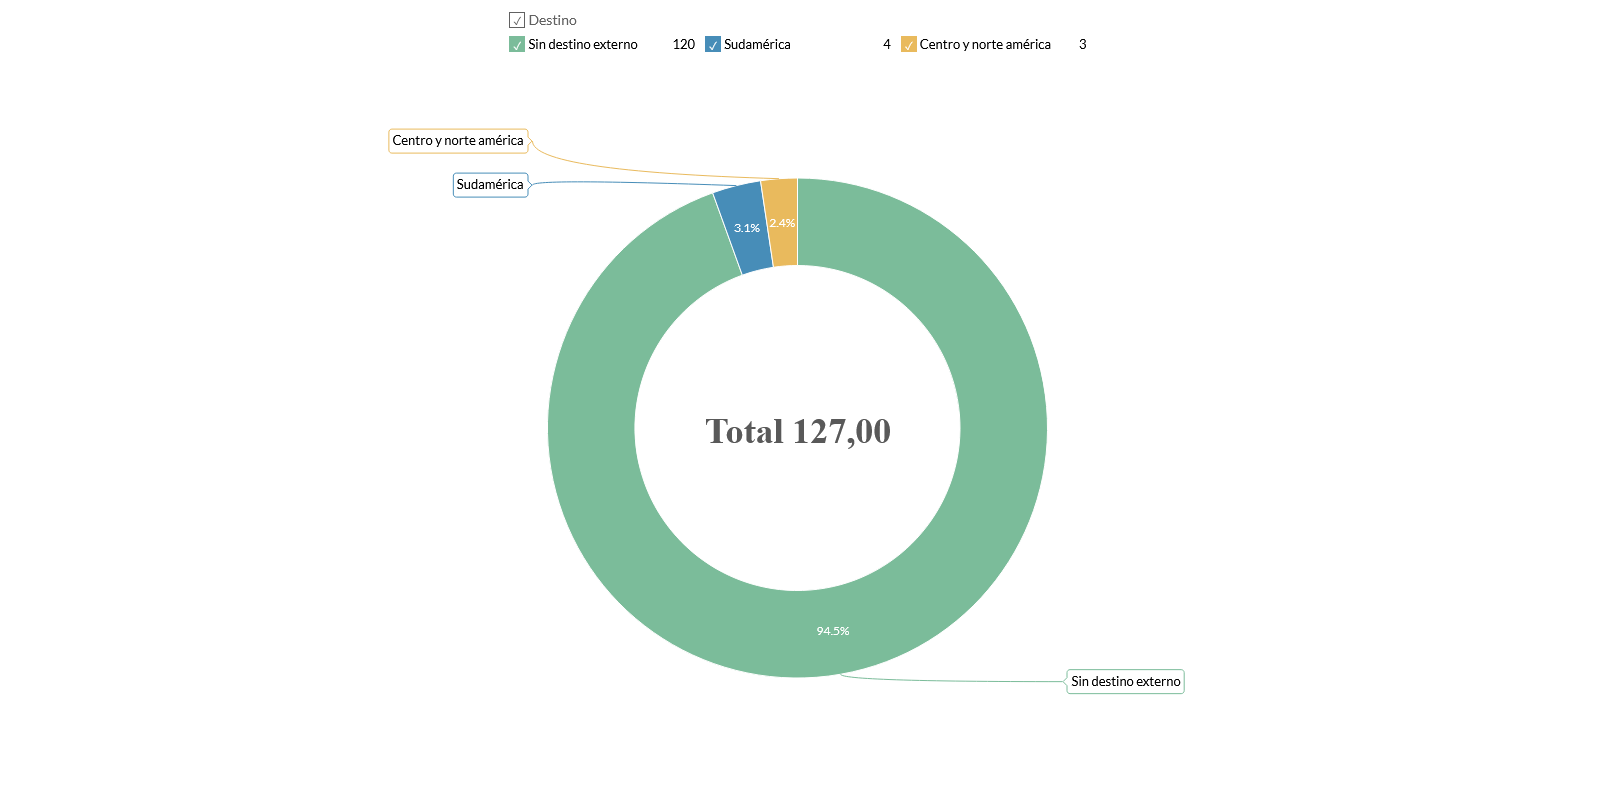 Destino
Sin destino externo 120 Sudamérica 4 Centro y norte américa 3
Centro y norte américa
Sudamérica
3.1% 2.4%
Total 127,00
94.5%
Sin destino externo